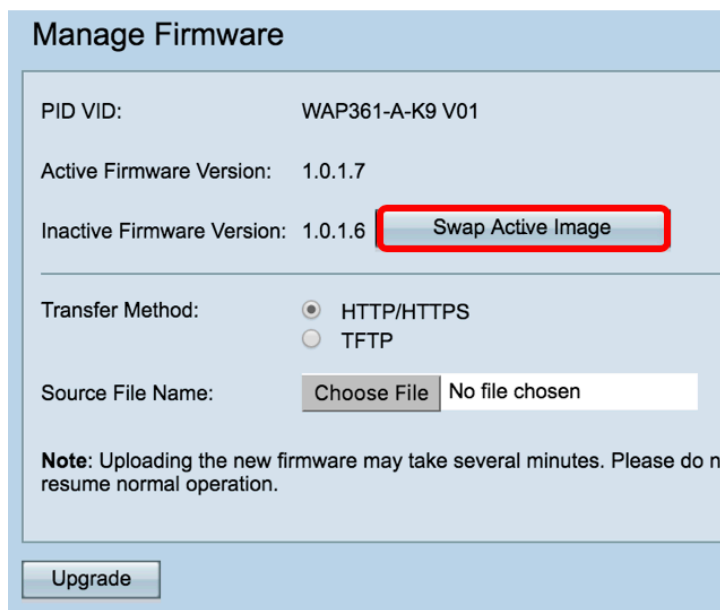 Manage Firmware
PID VID: WAP361-A-K9 V01
Active Firmware Version: 1.0.1.7
Inactive Firmware Version: 1.0.1.6 Swap Active Image
Transfer Method: HTTP/HTTPS
TFTP
Source File Name: Choose File No file chosen
Note: Uploading the new firmware may take several minutes. Please do
resume normal operation.
Upgrade